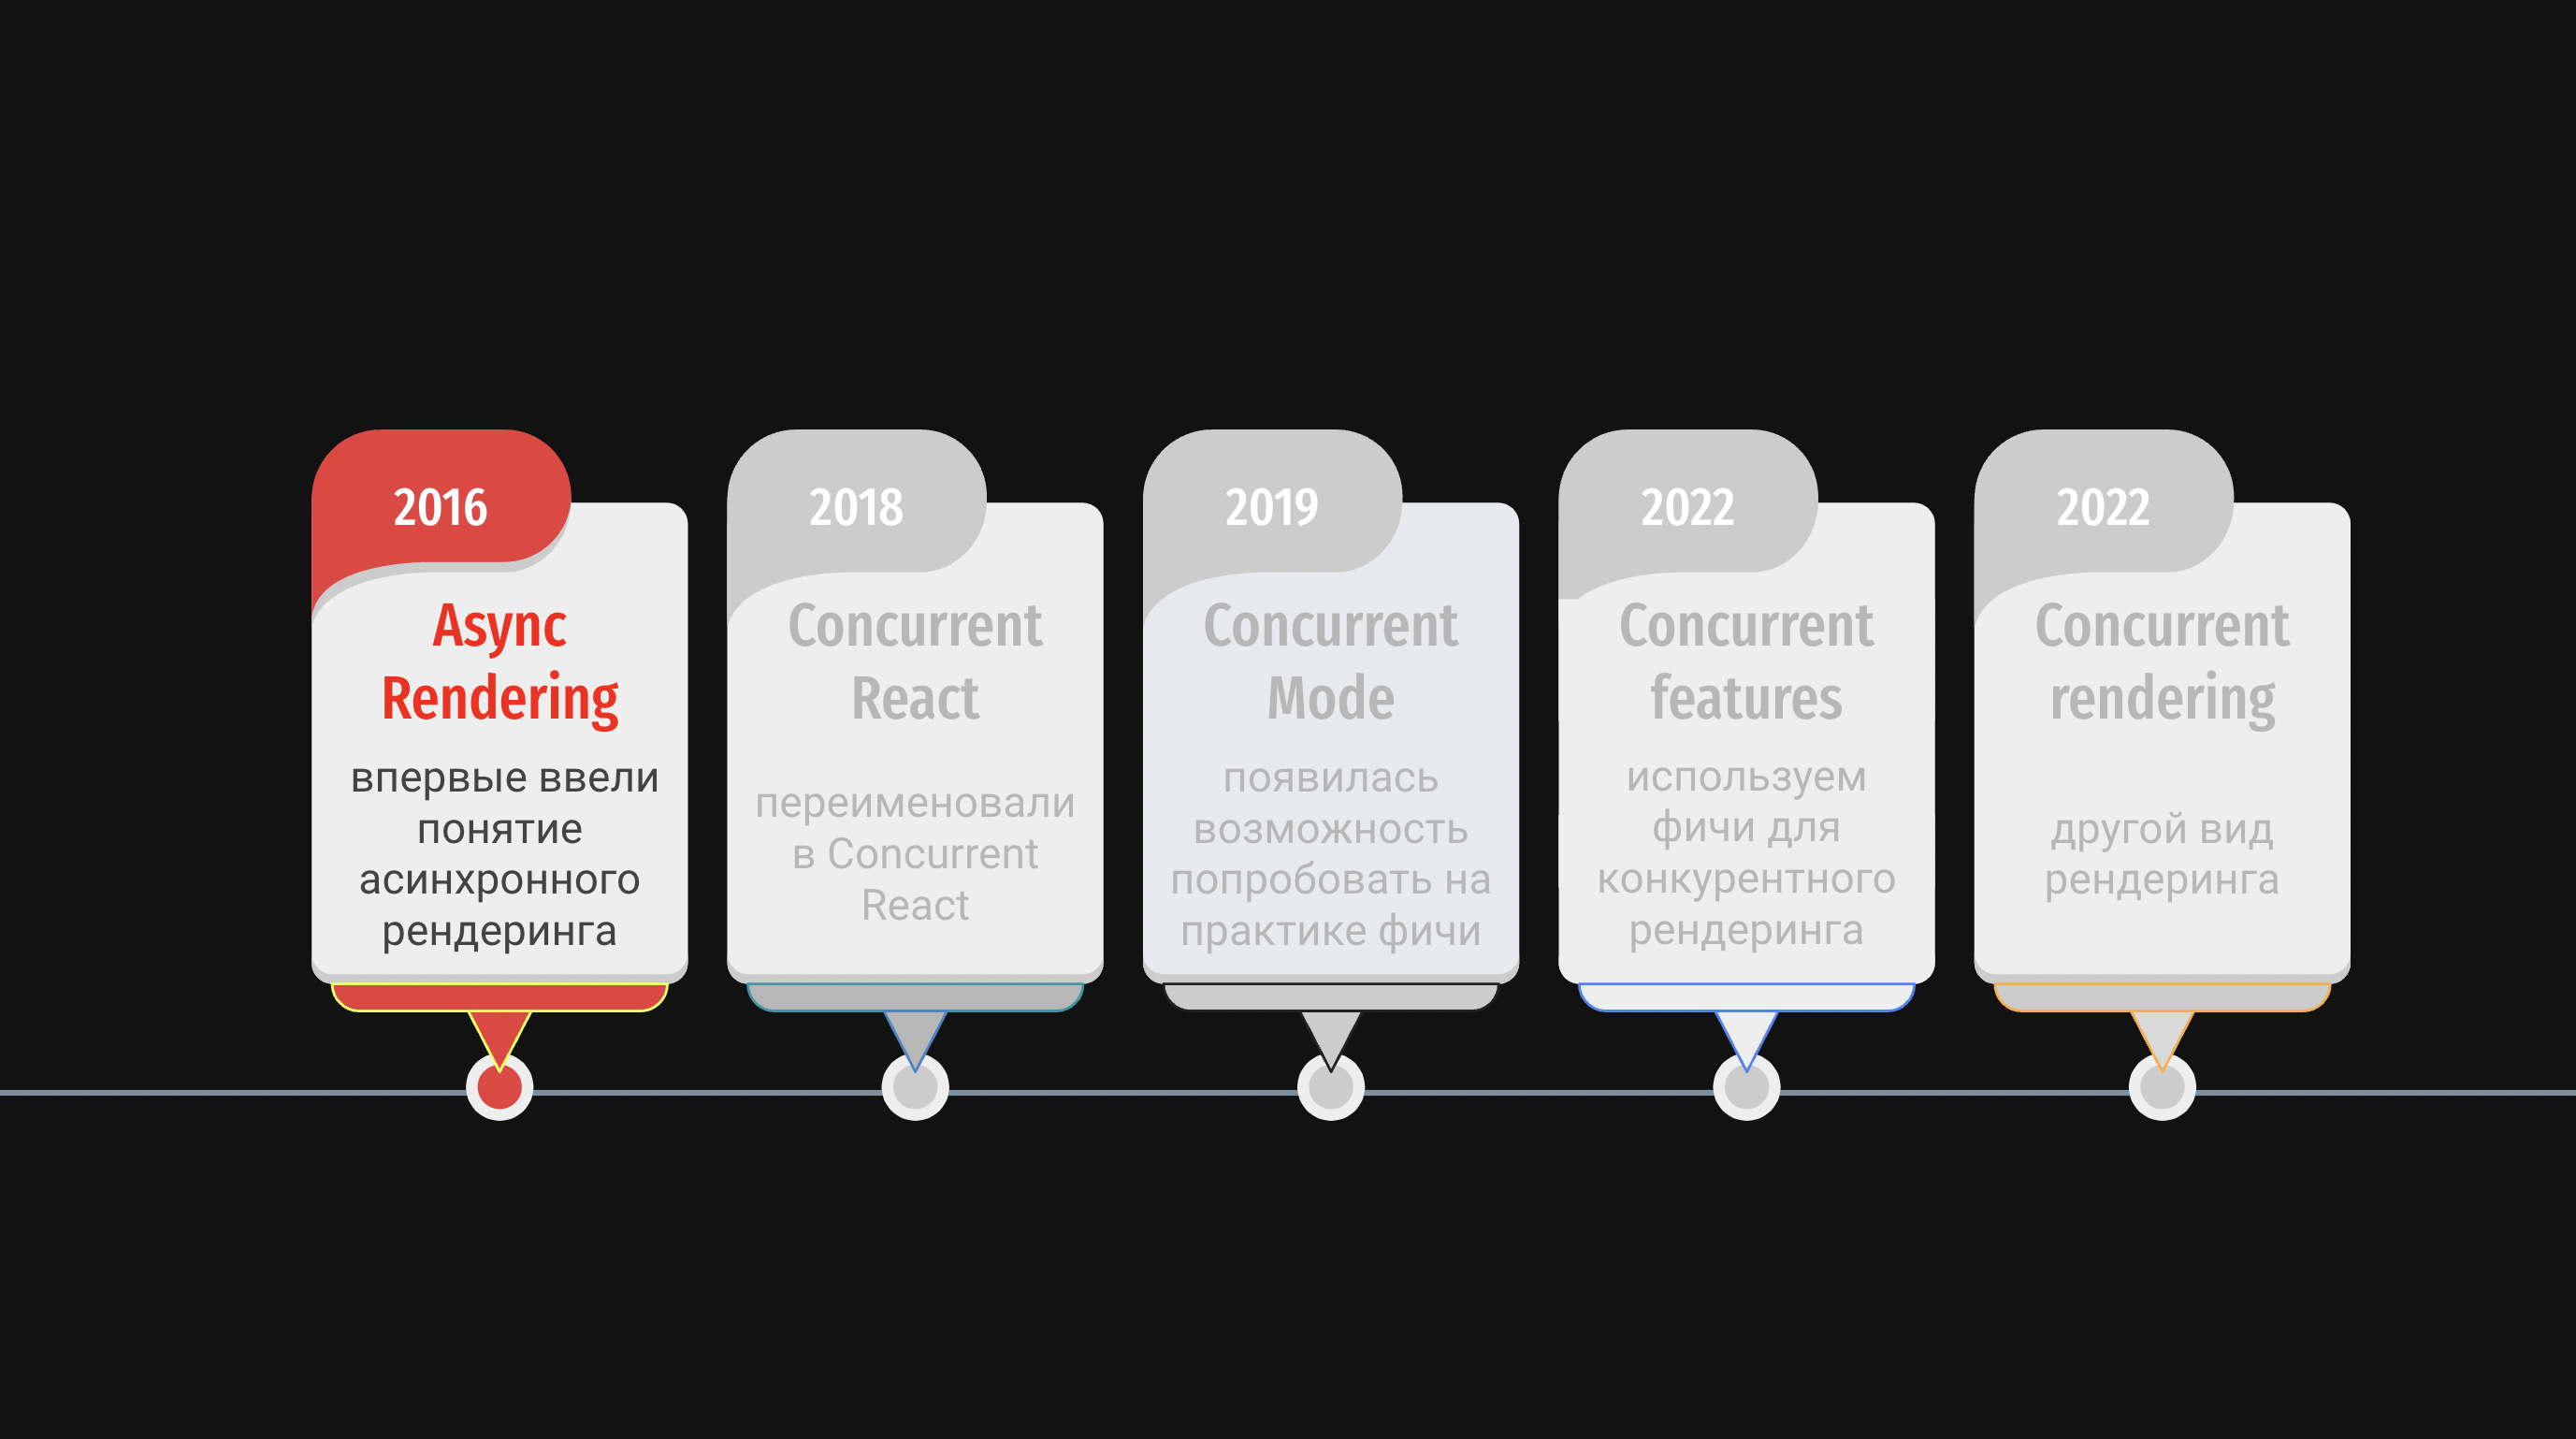 2016
Async
Rendering
впервые ввели
понятие
асинхронного
рендеринга
2018
Concurrent
React
переименовали
в Concurrent
React
2019
Concurrent
Mode
появилась
возможность
попробовать на
практике фичи
2022
Concurrent
features
используем
фичи для
конкурентного
рендеринга
2022
Concurrent
rendering
другой вид
рендеринга